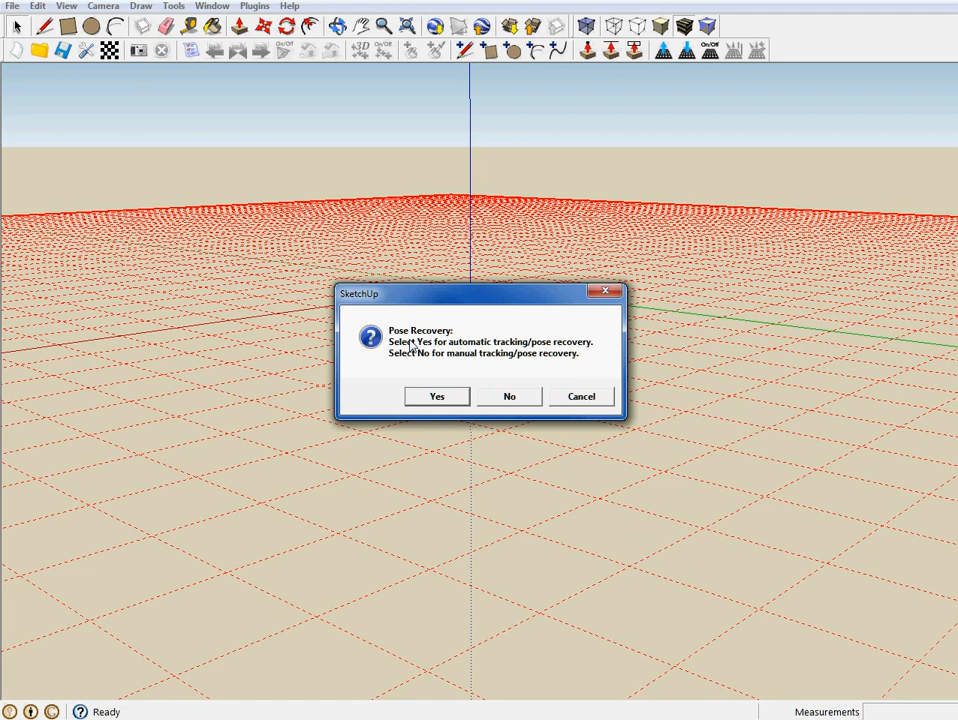 File Edit View Camera Draw Tools Window Plugins Help
On/Off +3D On/Off On/Off
SketchUp
Pose Recovery:
Select Yes for automatic tracking/pose recovery.
Select No for manual tracking/pose recovery.
Yes No Cancel
Ready Measurements